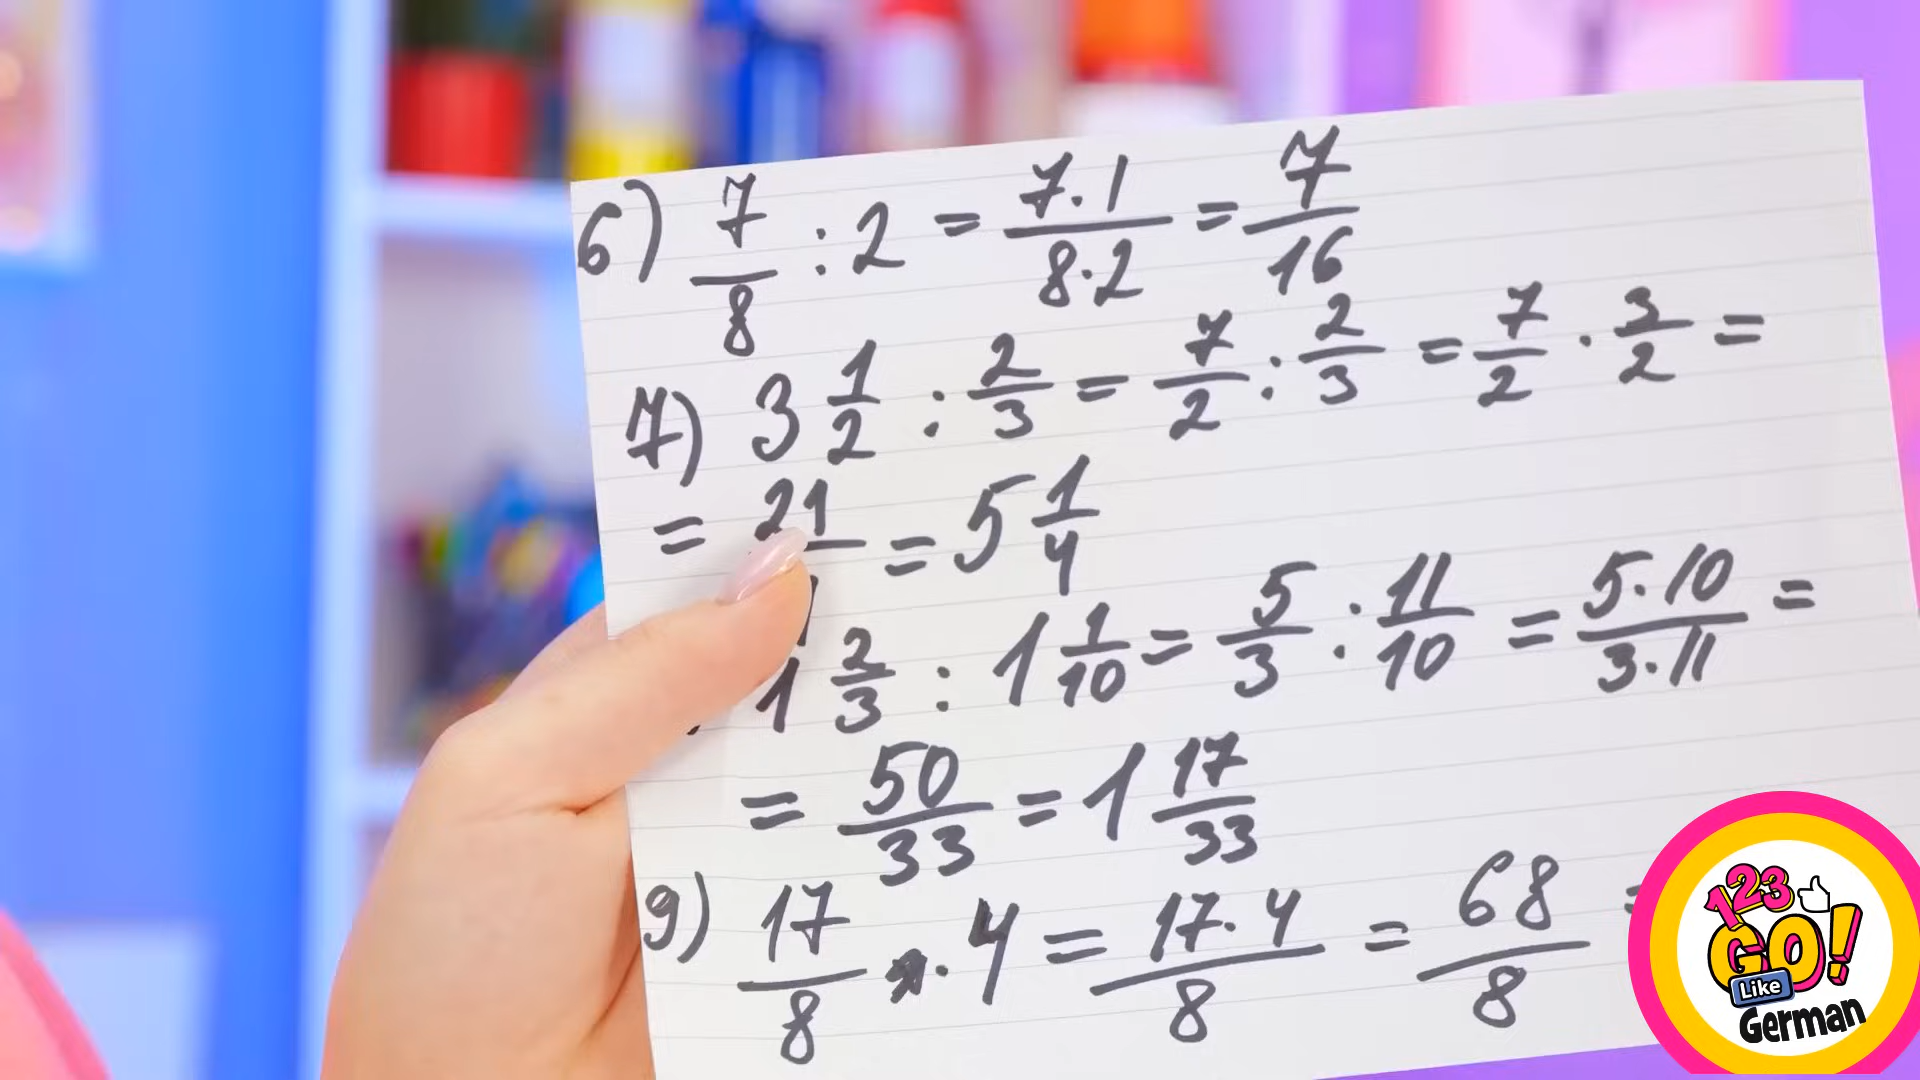 6) 7/8 : 2 = 7·1/8·2 = 7/16
7) 3 1/2 : 2/3 = 7/2 : 2/3 = 7/2 · 3/2 =
= 21/ = 5 1/4
1 2/3 : 1 1/10 = 5/3 : 11/10 = 5·10/3·11 =
= 50/33 = 1 17/33
9) 17/8 · 4 = 17·4/8 = 68/8
123
GO!
Like
German